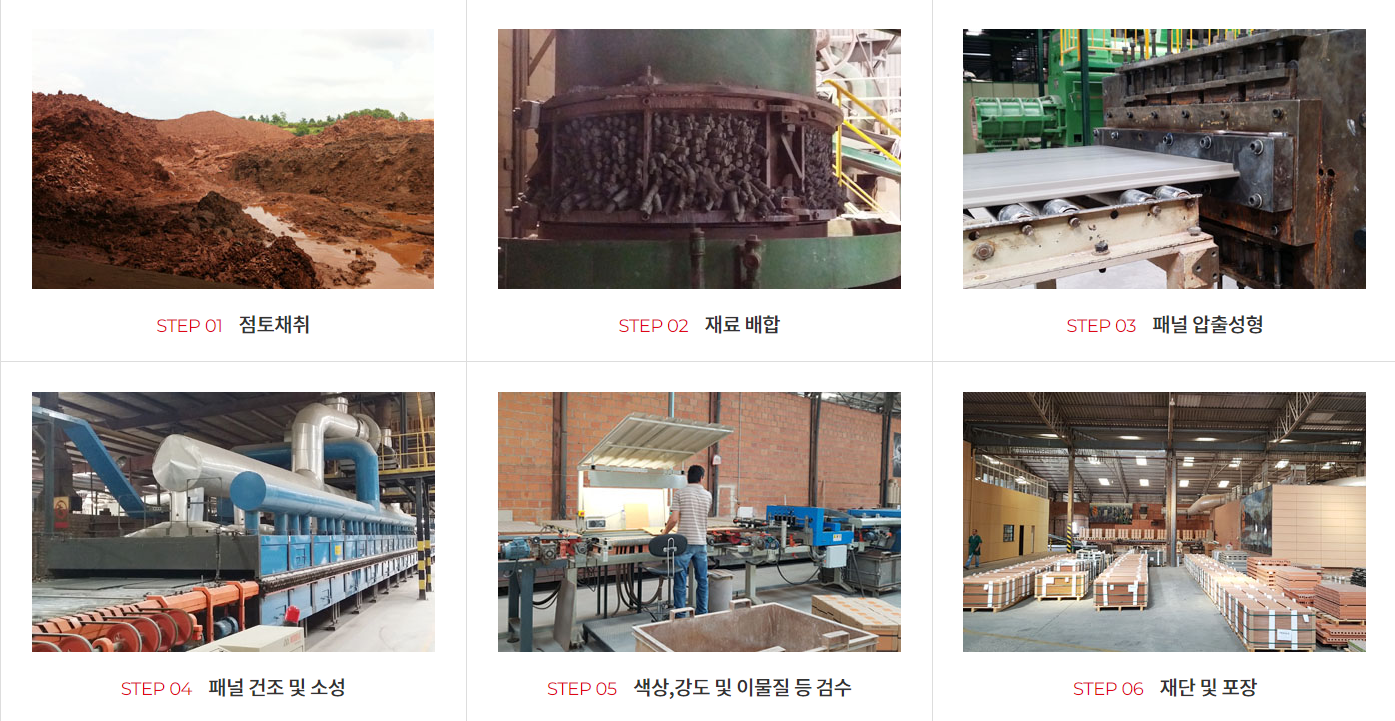 STEP 01 점토채취
STEP 02 재료 배합
STEP 03 패널 압출성형
STEP 04 패널 건조 및 소성
STEP 05 색상,강도 및 이물질 등 검수
STEP 06 재단 및 포장